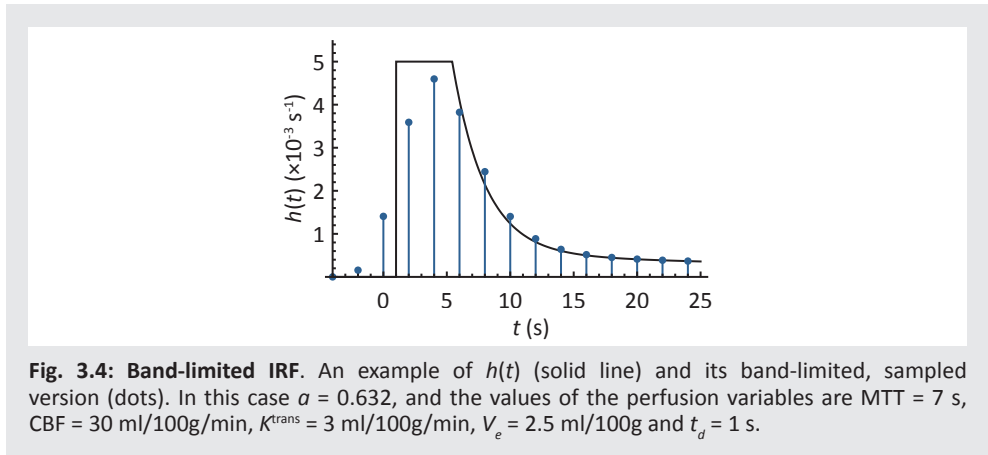 5
4
3
2
1
h(t) (×10⁻³ s⁻¹)
0 5 10 15 20 25
t (s)
Fig. 3.4: Band-limited IRF. An example of h(t) (solid line) and its band-limited, sampled
version (dots). In this case a = 0.632, and the values of the perfusion variables are MTT = 7 s,
CBF = 30 ml/100g/min, Kᵗʳᵃⁿˢ = 3 ml/100g/min, Vₑ = 2.5 ml/100g and t_d = 1 s.